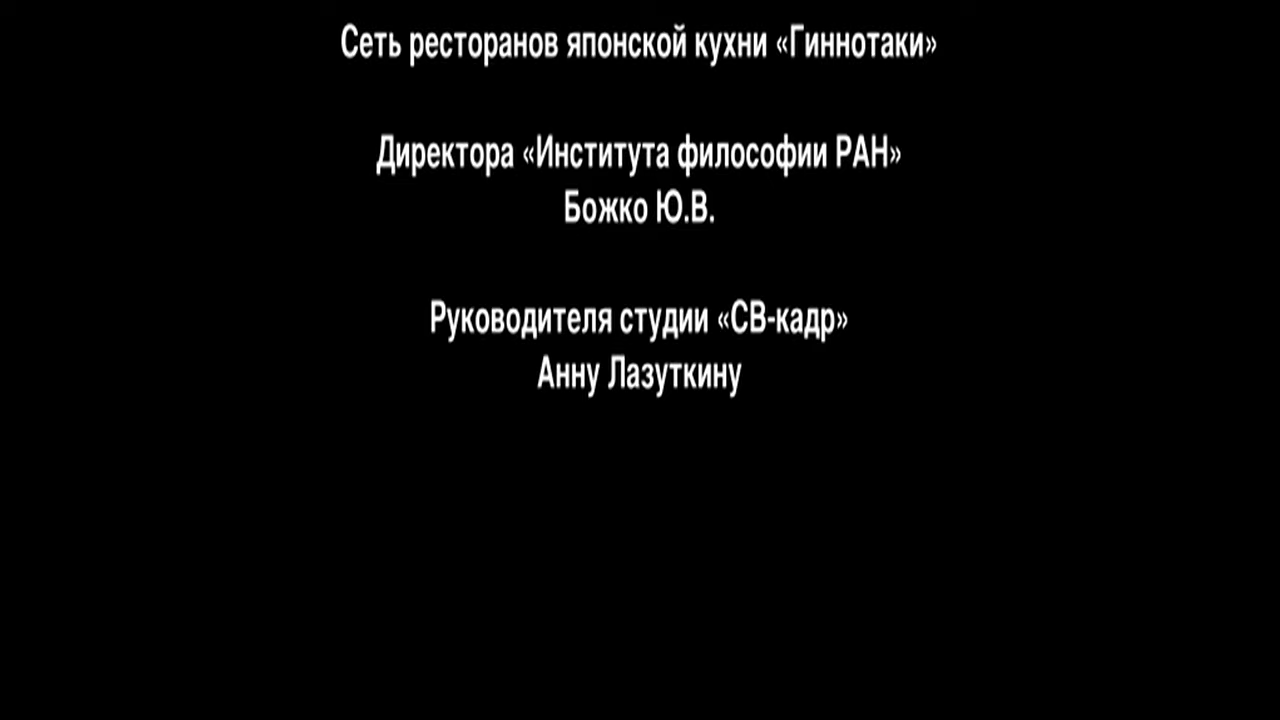 Сеть ресторанов японской кухни «Гиннотаки»
Директора «Института философии РАН»
Божко Ю.В.
Руководителя студии «СВ-кадр»
Анну Лазуткину